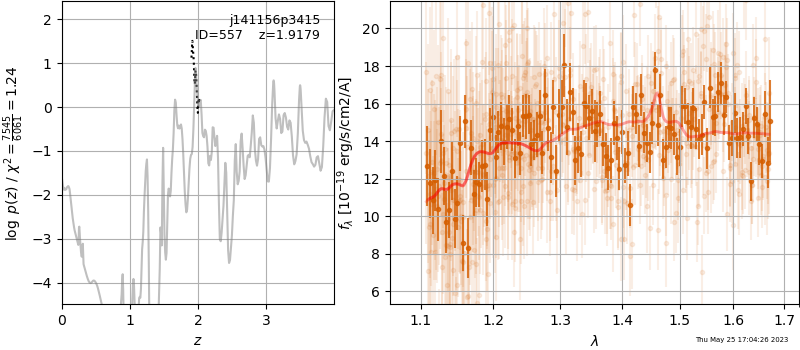 j141156p3415
ID=557 z=1.9179
log p(z) / χ² = 7545/6061 = 1.24
2
1
0
−1
−2
−3
−4
0 1 2 3
z
fλ [10⁻¹⁹ erg/s/cm2/A]
20
18
16
14
12
10
8
6
1.1 1.2 1.3 1.4 1.5 1.6 1.7
λ
Thu May 25 17:04:26 2023